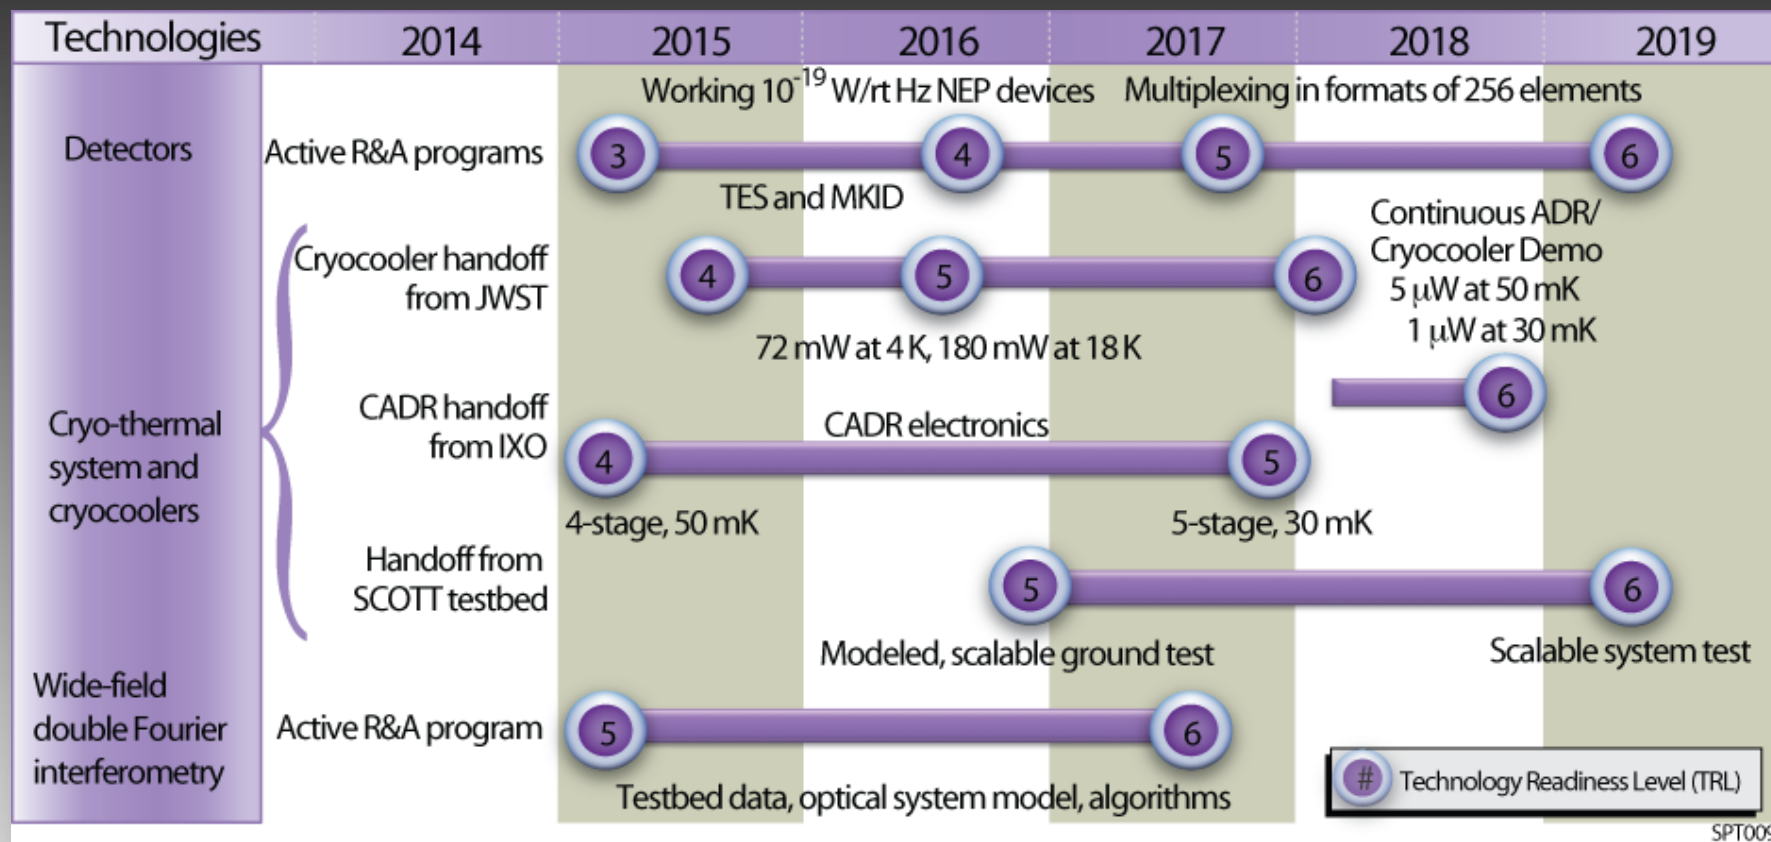 Technologies 2014 2015 2016 2017 2018 2019
Working 10⁻¹⁹ W/rt Hz NEP devices Multiplexing in formats of 256 elements
Detectors Active R&A programs 3 4 5 6
TES and MKID
Continuous ADR/
Cryocooler Demo
5 μW at 50 mK
1 μW at 30 mK
Cryocooler handoff
from JWST
4 5 6
72 mW at 4 K, 180 mW at 18 K
6
Cryo-thermal
system and
cryocoolers
CADR handoff
from IXO
CADR electronics
4 5
4-stage, 50 mK 5-stage, 30 mK
Handoff from
SCOTT testbed
5 6
Modeled, scalable ground test Scalable system test
Wide-field
double Fourier
interferometry
Active R&A program
5 6
Testbed data, optical system model, algorithms
# Technology Readiness Level (TRL)
SPT009